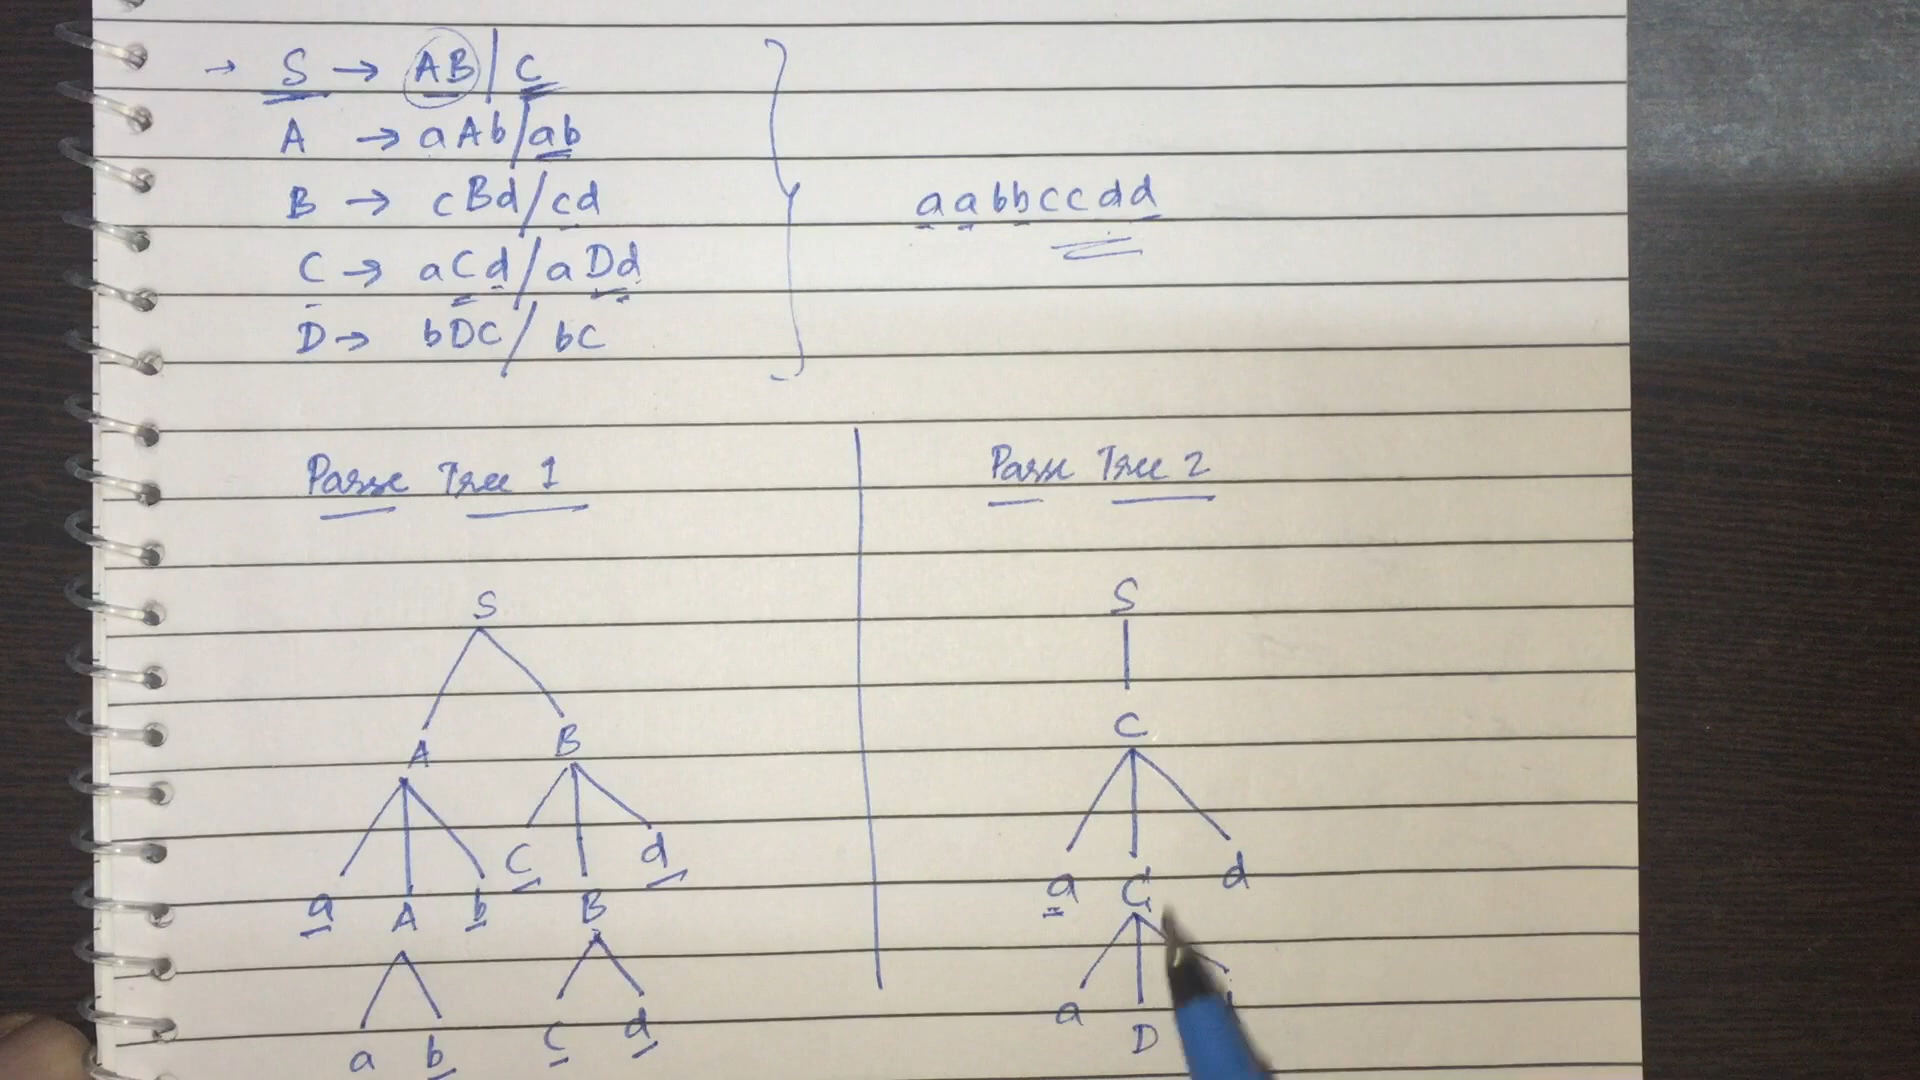 → S → AB | C
A → aAb / ab
B → cBd / cd
C → aCd / aDd
D → bDC / bC
aabbccdd
Parse Tree 1
S
A B
c d
a A b B
a b c d
Parse Tree 2
S
C
a C d
a D